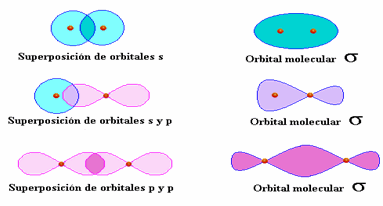 Superposición de orbitales s
Orbital molecular σ
Superposición de orbitales s y p
Orbital molecular σ
Superposición de orbitales p y p
Orbital molecular σ